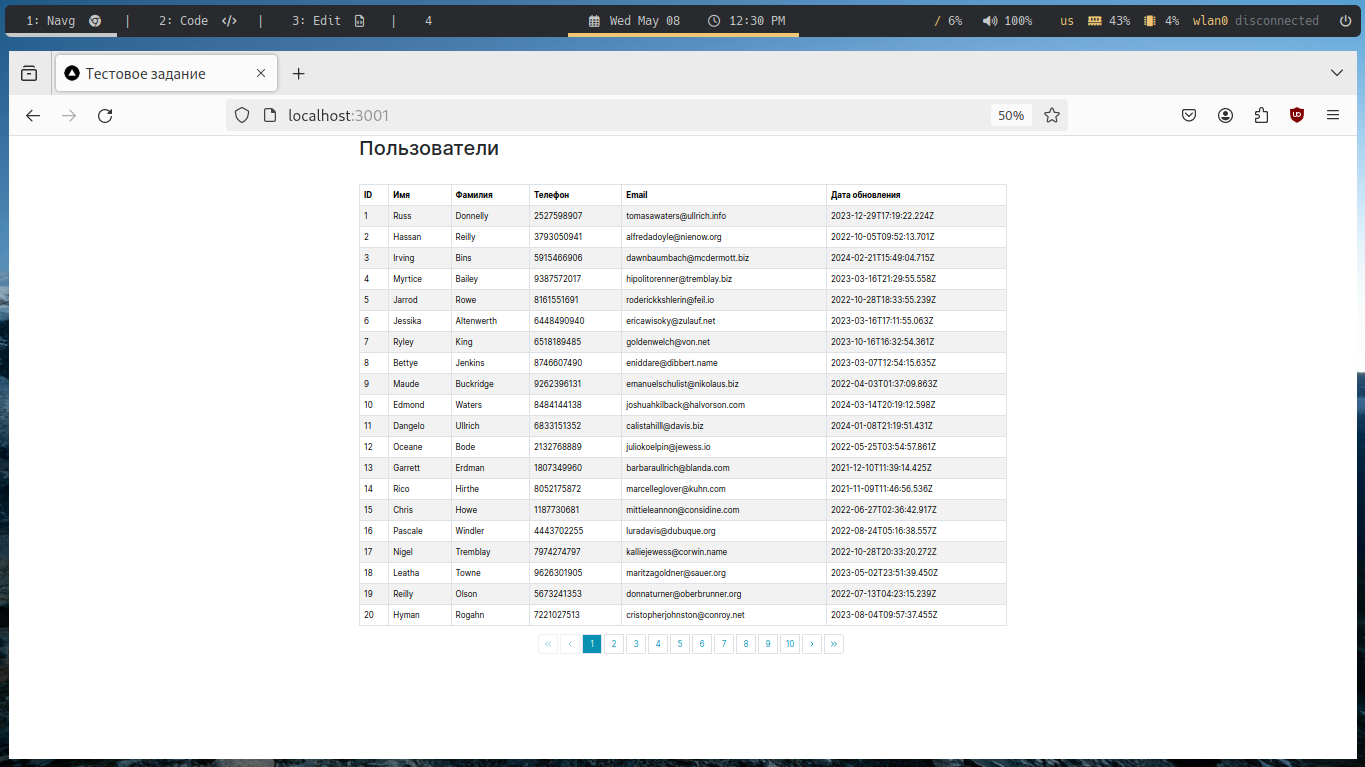 1: Navg | 2: Code | 3: Edit | 4 Wed May 08 12:30 PM / 6% 100% us 43% 4% wlan0 disconnected
Тестовое задание
localhost:3001 50%
Пользователи
ID Имя Фамилия Телефон Email Дата обновления
1 Russ Donnelly 2527598907 tomasawaters@ullrich.info 2023-12-29T17:19:22.224Z
2 Hassan Reilly 3793050941 alfredadoyle@nienow.org 2022-10-05T09:52:13.701Z
3 Irving Bins 5915466906 dawnbaumbach@mcdermott.biz 2024-02-21T15:49:04.715Z
4 Myrtice Bailey 9387572017 hipolitorenner@tremblay.biz 2023-03-16T21:29:55.558Z
5 Jarrod Rowe 8161551691 roderickkshlerin@feil.io 2022-10-28T18:33:55.239Z
6 Jessika Altenwerth 6448490940 ericawisoky@zulauf.net 2023-03-16T17:11:55.063Z
7 Ryley King 6518189485 goldenwelch@von.net 2023-10-16T16:32:54.361Z
8 Bettye Jenkins 8746607490 eniddare@dibbert.name 2023-03-07T12:54:15.635Z
9 Maude Buckridge 9262396131 emanuelschulist@nikolaus.biz 2022-04-03T01:37:09.863Z
10 Edmond Waters 8484144138 joshuahkilback@halvorson.com 2024-03-14T20:19:12.598Z
11 Dangelo Ullrich 6833151352 calistahilll@davis.biz 2024-01-08T21:19:51.431Z
12 Oceane Bode 2132768889 juliokoelpin@jewess.io 2022-05-25T03:54:57.861Z
13 Garrett Erdman 1807349960 barbaraullrich@blanda.com 2021-12-10T11:39:14.425Z
14 Rico Hirthe 8052175872 marcelleglover@kuhn.com 2021-11-09T11:46:56.536Z
15 Chris Howe 1187730681 mittieleannon@considine.com 2022-06-27T02:36:42.917Z
16 Pascale Windler 4443702255 luradavis@dubuque.org 2022-08-24T05:16:38.557Z
17 Nigel Tremblay 7974274797 kalliejewess@corwin.name 2022-10-28T20:33:20.272Z
18 Leatha Towne 9626301905 maritzagoldner@sauer.org 2023-05-02T23:51:39.450Z
19 Reilly Olson 5673241353 donnaturner@oberbrunner.org 2022-07-13T04:23:15.239Z
20 Hyman Rogahn 7221027513 cristopherjohnston@conroy.net 2023-08-04T09:57:37.455Z
« ‹ 1 2 3 4 5 6 7 8 9 10 › »